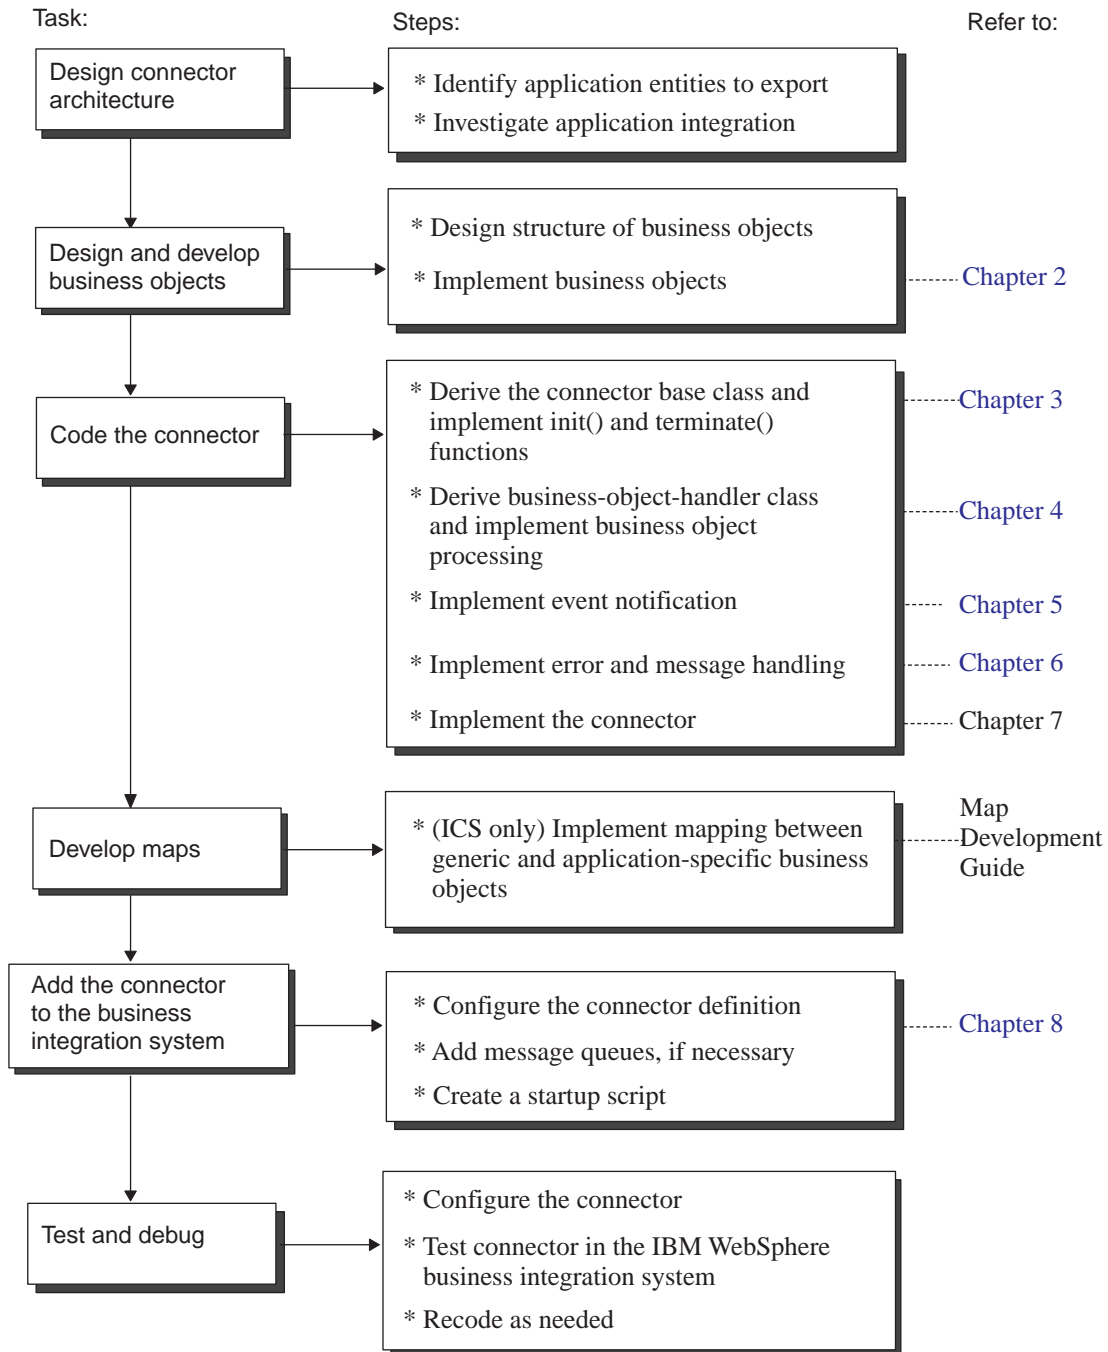 Task:
Steps:
Refer to:
Design connector
architecture
* Identify application entities to export
* Investigate application integration
Design and develop
business objects
* Design structure of business objects
* Implement business objects
Chapter 2
Code the connector
* Derive the connector base class and
implement init() and terminate()
functions
Chapter 3
* Derive business-object-handler class
and implement business object
processing
Chapter 4
* Implement event notification
Chapter 5
* Implement error and message handling
Chapter 6
* Implement the connector
Chapter 7
Develop maps
* (ICS only) Implement mapping between
generic and application-specific business
objects
Map
Development
Guide
Add the connector
to the business
integration system
* Configure the connector definition
* Add message queues, if necessary
* Create a startup script
Chapter 8
Test and debug
* Configure the connector
* Test connector in the IBM WebSphere
business integration system
* Recode as needed